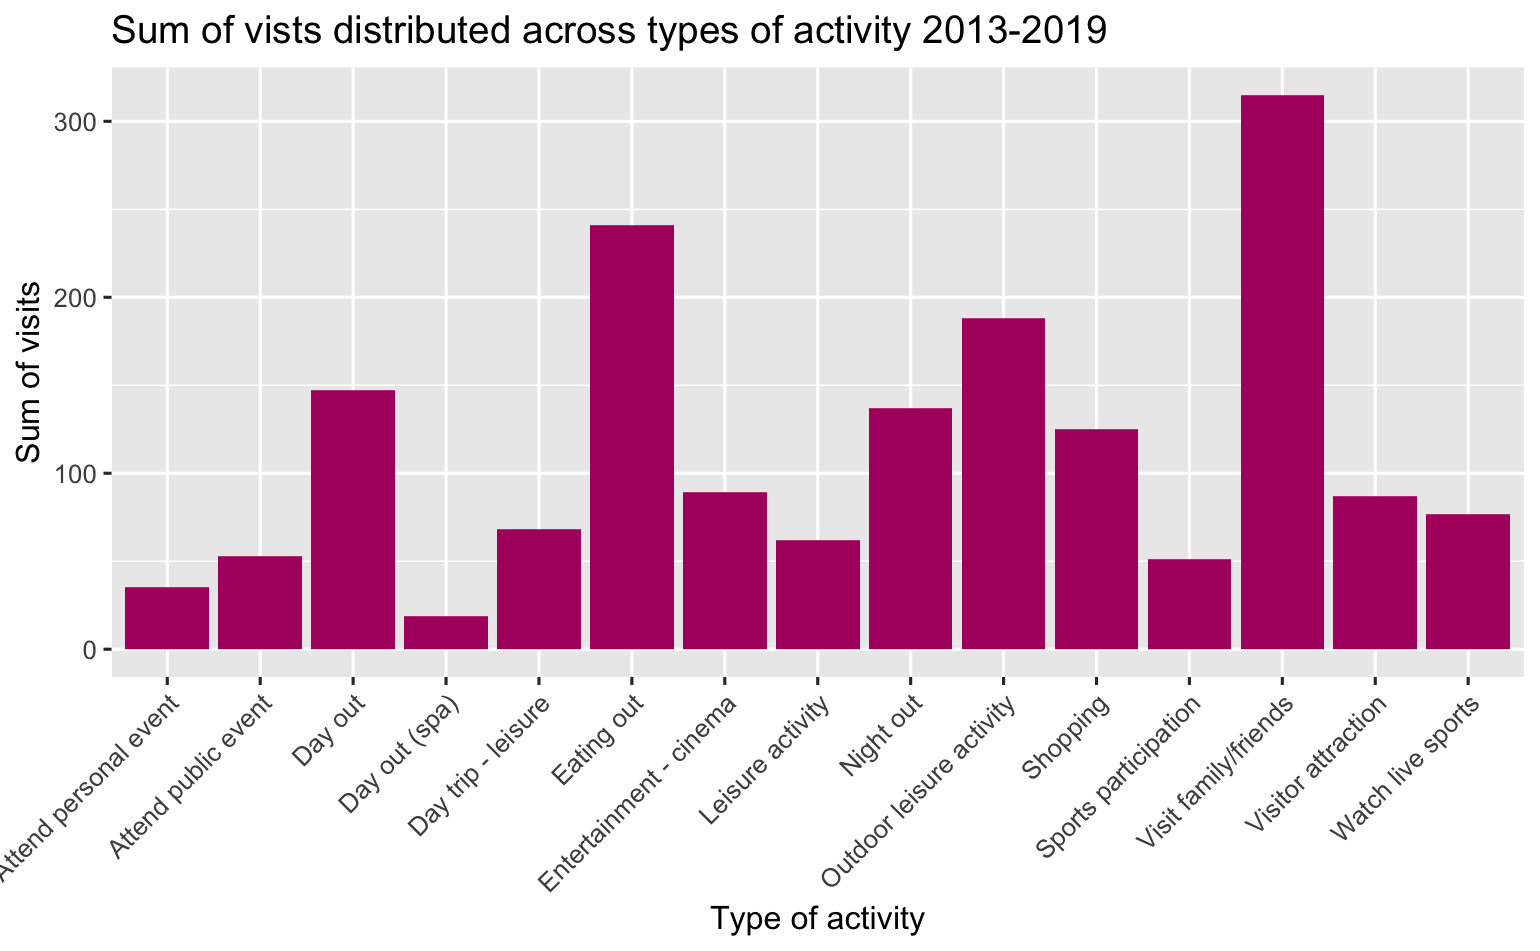 Sum of vists distributed across types of activity 2013-2019
Sum of visits
300
200
100
0
Attend personal event
Attend public event
Day out
Day out (spa)
Day trip - leisure
Eating out
Entertainment - cinema
Leisure activity
Night out
Outdoor leisure activity
Shopping
Sports participation
Visit family/friends
Visitor attraction
Watch live sports
Type of activity